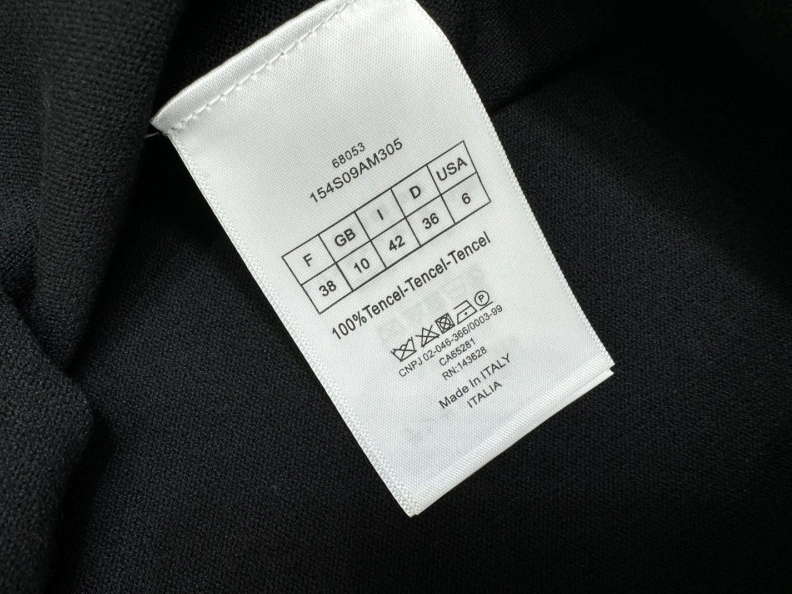 68053
154S09AM305
F GB I D USA
38 10 42 36 6
100%Tencel-Tencel-Tencel
P
CNPJ 02-046-366/0003-99
CA65281
RN:143628
Made In ITALY
ITALIA